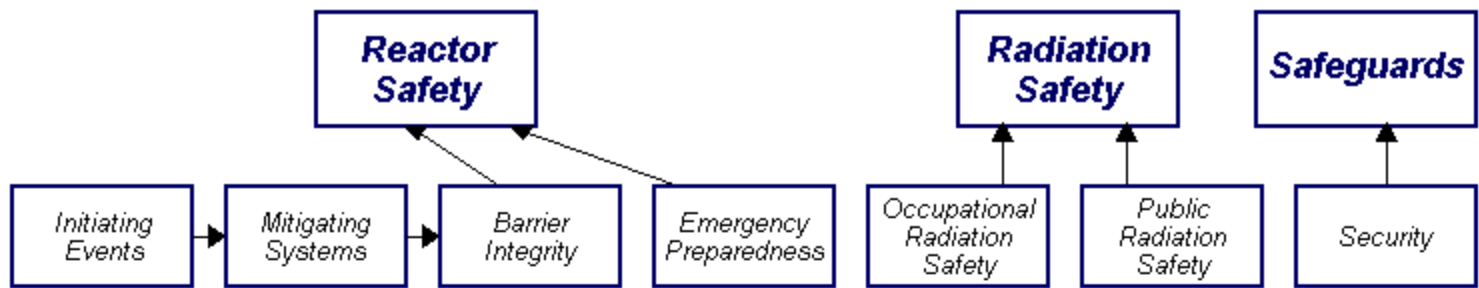 Reactor
Safety
Radiation
Safety
Safeguards
Initiating
Events
Mitigating
Systems
Barrier
Integrity
Emergency
Preparedness
Occupational
Radiation
Safety
Public
Radiation
Safety
Security